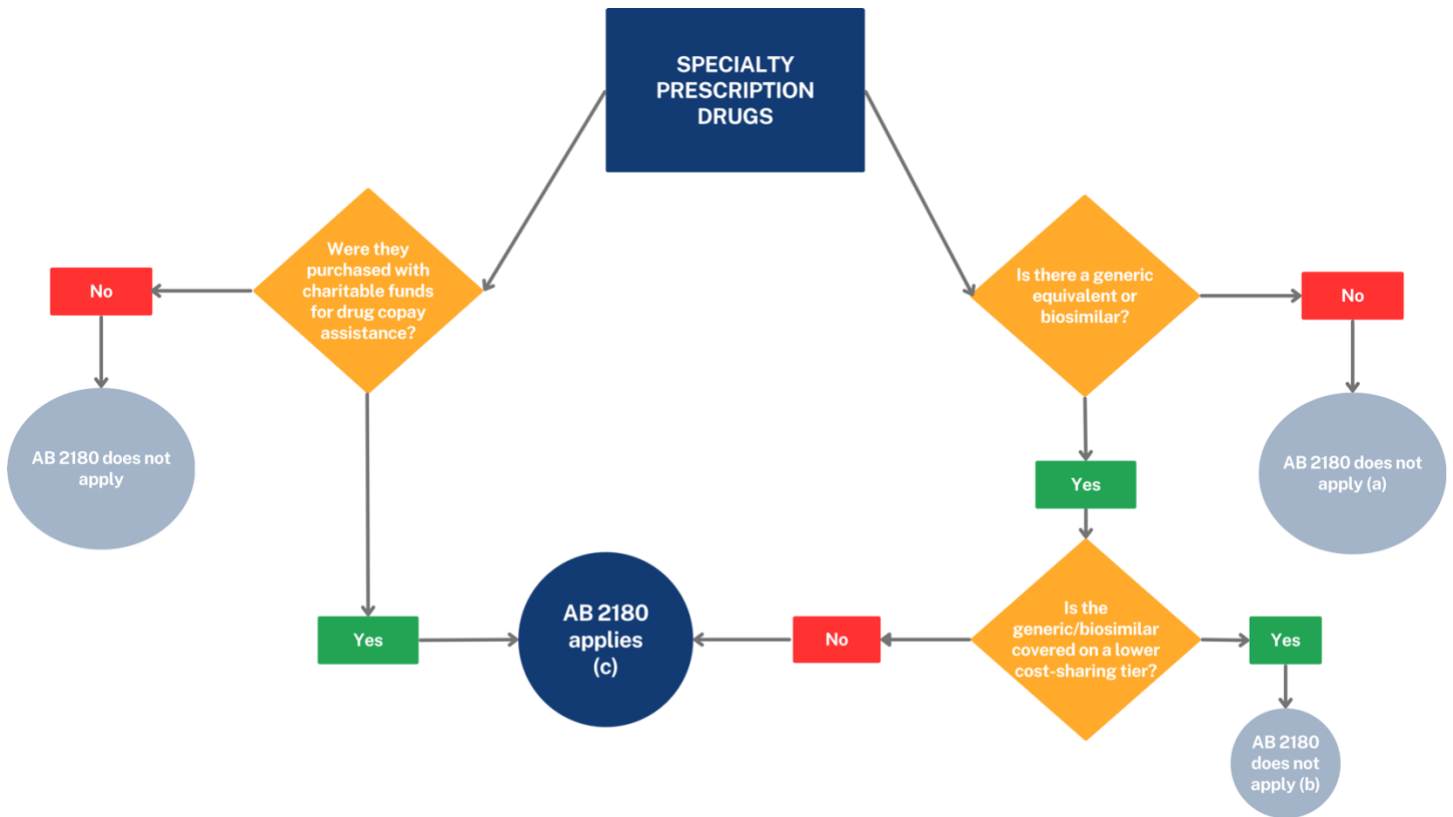 SPECIALTY
PRESCRIPTION
DRUGS
Were they
purchased with
charitable funds
for drug copay
assistance?
No
AB 2180 does not
apply
Yes
AB 2180
applies
(c)
Is there a generic
equivalent or
biosimilar?
No
AB 2180 does not
apply (a)
Yes
Is the
generic/biosimilar
covered on a lower
cost-sharing tier?
No
Yes
AB 2180
does not
apply (b)